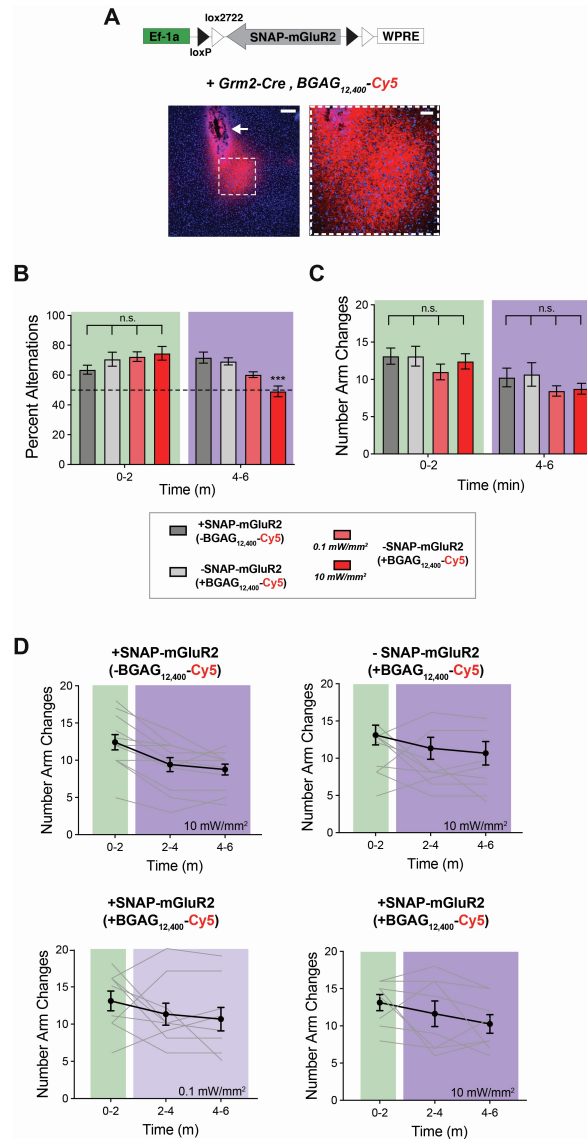 A
lox2722
Ef-1a
SNAP-mGluR2
WPRE
loxP
+ Grm2-Cre , BGAG12,400-Cy5
B
Percent Alternations
100
80
60
40
20
0
n.s.
***
0-2
4-6
Time (m)
C
Number Arm Changes
20
15
10
5
0
n.s.
n.s.
0-2
4-6
Time (min)
+SNAP-mGluR2
(-BGAG12,400-Cy5)
-SNAP-mGluR2
(+BGAG12,400-Cy5)
0.1 mW/mm²
10 mW/mm²
-SNAP-mGluR2
(+BGAG12,400-Cy5)
D
+SNAP-mGluR2
(-BGAG12,400-Cy5)
Number Arm Changes
20
15
10
5
0
10 mW/mm²
0-2
2-4
4-6
Time (m)
- SNAP-mGluR2
(+BGAG12,400-Cy5)
Number Arm Changes
20
15
10
5
0
10 mW/mm²
0-2
2-4
4-6
Time (m)
+SNAP-mGluR2
(+BGAG12,400-Cy5)
Number Arm Changes
20
15
10
5
0
0.1 mW/mm²
0-2
2-4
4-6
Time (m)
+SNAP-mGluR2
(+BGAG12,400-Cy5)
Number Arm Changes
20
15
10
5
0
10 mW/mm²
0-2
2-4
4-6
Time (m)